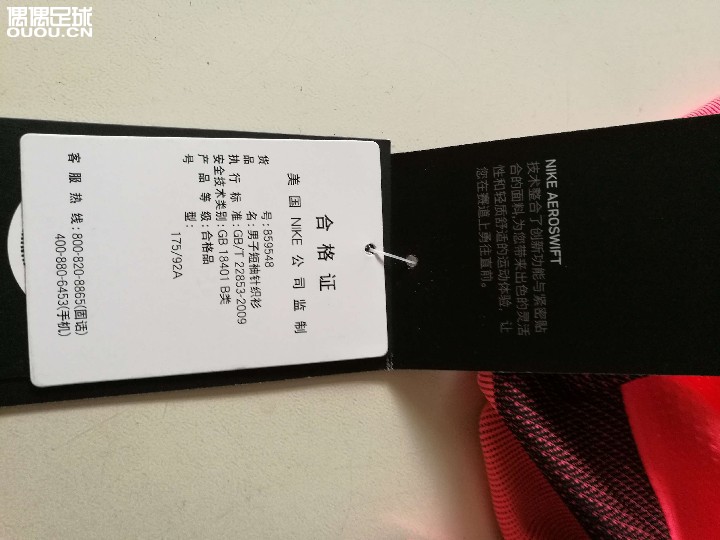 偶偶足球
OUOU.CN
合格证
美国 NIKE 公司监制
货号:859548
品名:男子短袖针织衫
执行标准:GB/T 22853-2009
安全技术类别:GB 18401 B类
产品等级:合格品
号型:175/92A
客服热线:800-820-8865(固话)
400-880-6453(手机)
NIKE AEROSWIFT
技术整合了创新功能与紧密贴
合的面料,为您带来出色的灵活
性和轻质舒适的运动体验, 让
您在赛道上勇往直前。